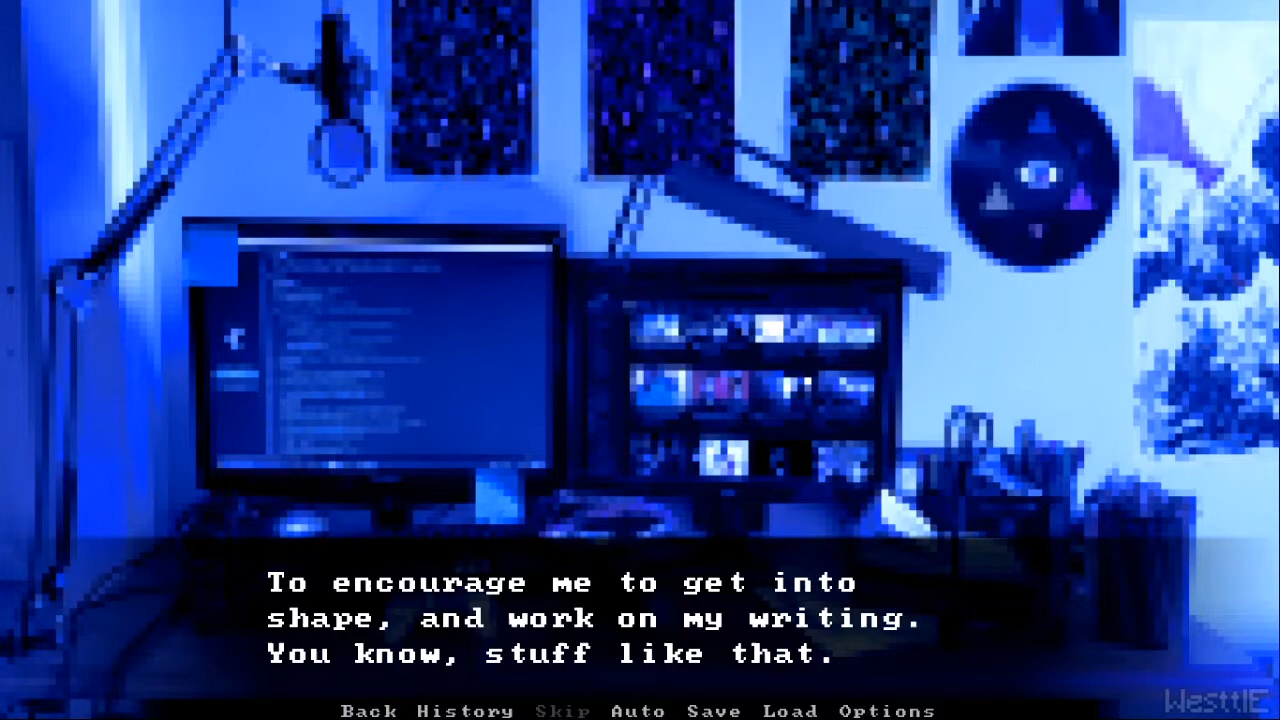 To encourage me to get into
shape, and work on my writing.
You know, stuff like that.
Back History Skip Auto Save Load Options
WesttIE